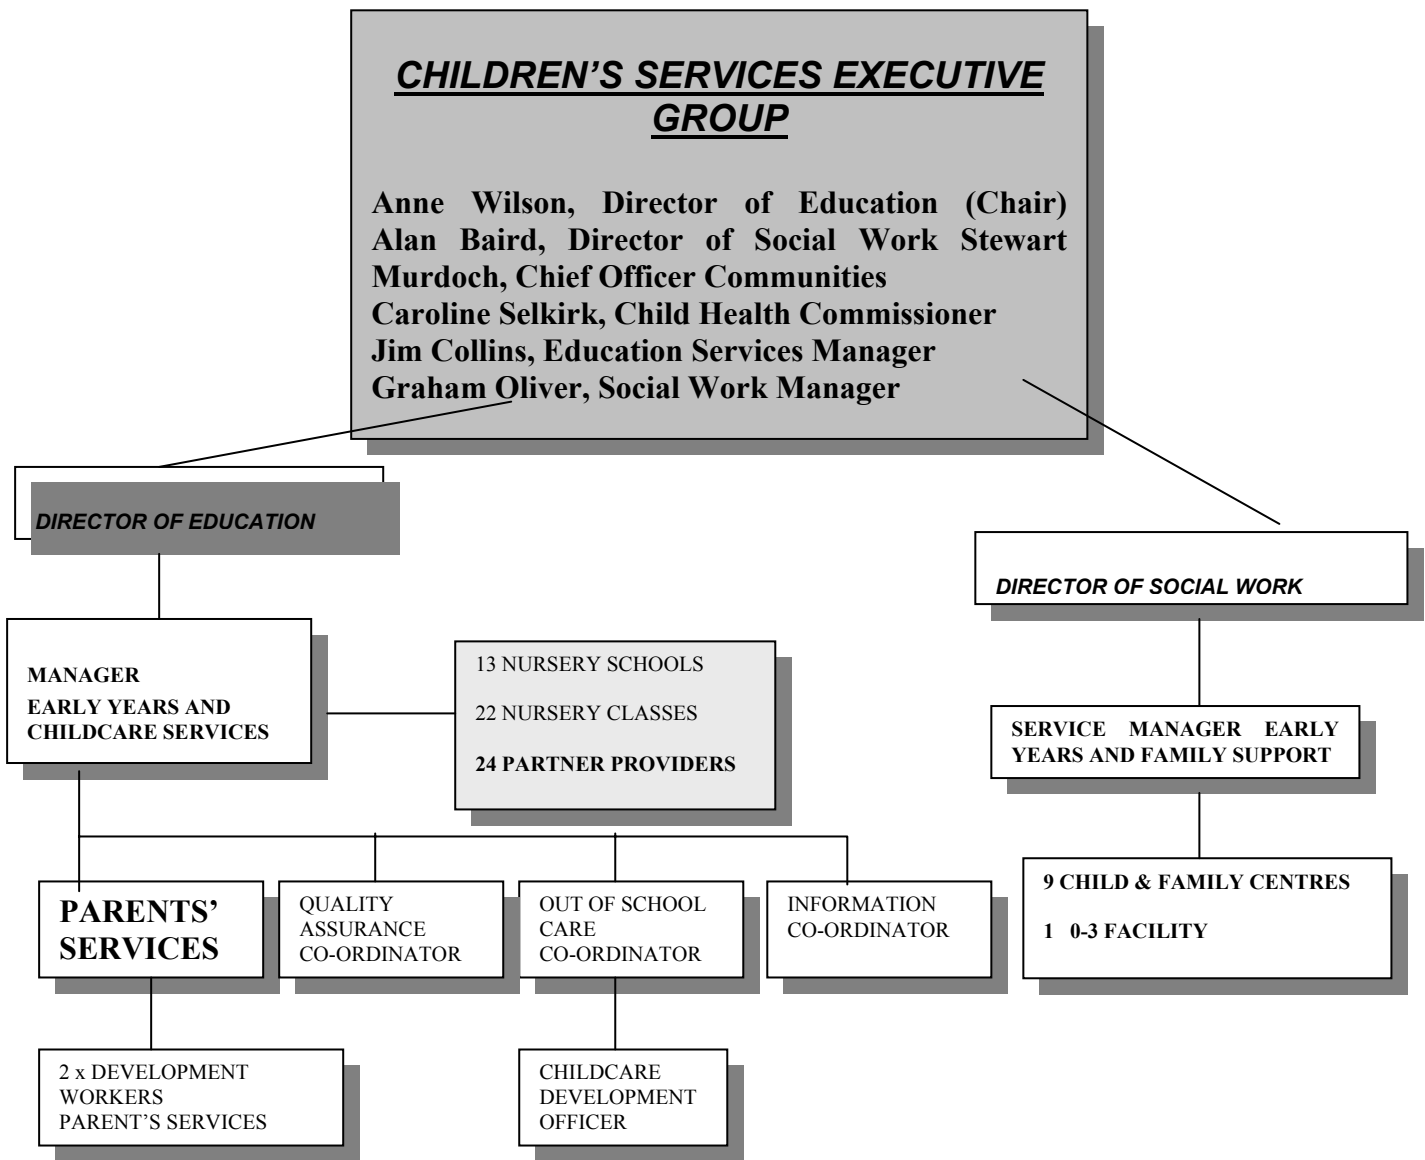 CHILDREN’S SERVICES EXECUTIVE
GROUP
Anne Wilson, Director of Education (Chair)
Alan Baird, Director of Social Work Stewart
Murdoch, Chief Officer Communities
Caroline Selkirk, Child Health Commissioner
Jim Collins, Education Services Manager
Graham Oliver, Social Work Manager
DIRECTOR OF EDUCATION
DIRECTOR OF SOCIAL WORK
MANAGER
EARLY YEARS AND
CHILDCARE SERVICES
13 NURSERY SCHOOLS
22 NURSERY CLASSES
24 PARTNER PROVIDERS
SERVICE MANAGER EARLY
YEARS AND FAMILY SUPPORT
PARENTS’
SERVICES
QUALITY
ASSURANCE
CO-ORDINATOR
OUT OF SCHOOL
CARE
CO-ORDINATOR
INFORMATION
CO-ORDINATOR
9 CHILD & FAMILY CENTRES
1 0-3 FACILITY
2 x DEVELOPMENT
WORKERS
PARENT’S SERVICES
CHILDCARE
DEVELOPMENT
OFFICER